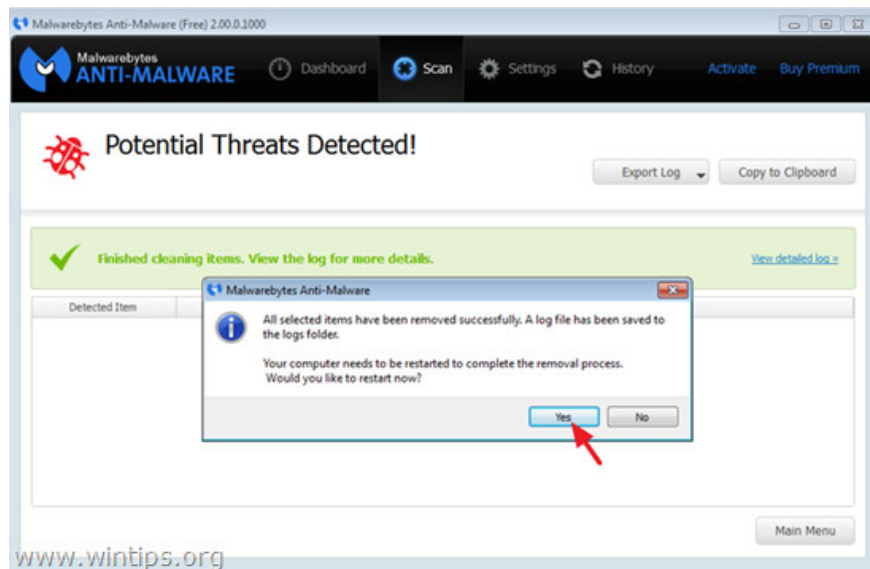 Malwarebytes Anti-Malware (Free) 2.00.0.1000
Malwarebytes
ANTI-MALWARE
Dashboard
Scan
Settings
History
Activate
Buy Premium
Potential Threats Detected!
Export Log
Copy to Clipboard
Finished cleaning items. View the log for more details.
View detailed log »
Detected Item
Malwarebytes Anti-Malware
All selected items have been removed successfully. A log file has been saved to
the logs folder.
Your computer needs to be restarted to complete the removal process.
Would you like to restart now?
Yes
No
Main Menu
www.wintips.org